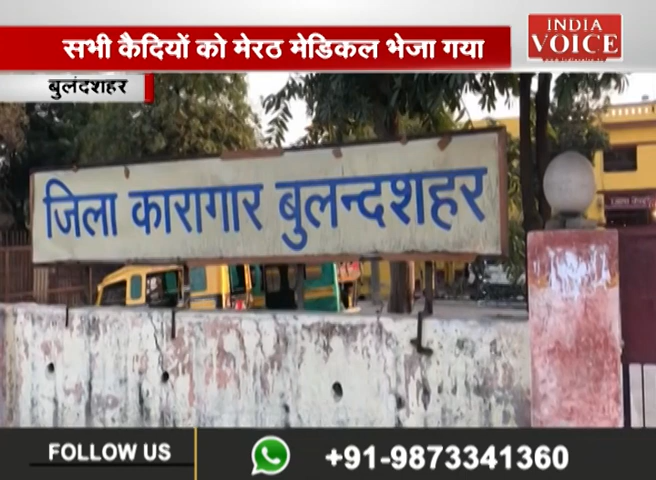 सभी कैदियों को मेरठ मेडिकल भेजा गया
INDIA
VOICE
बुलंदशहर
जिला कारागार बुलन्दशहर
FOLLOW US
+91-9873341360